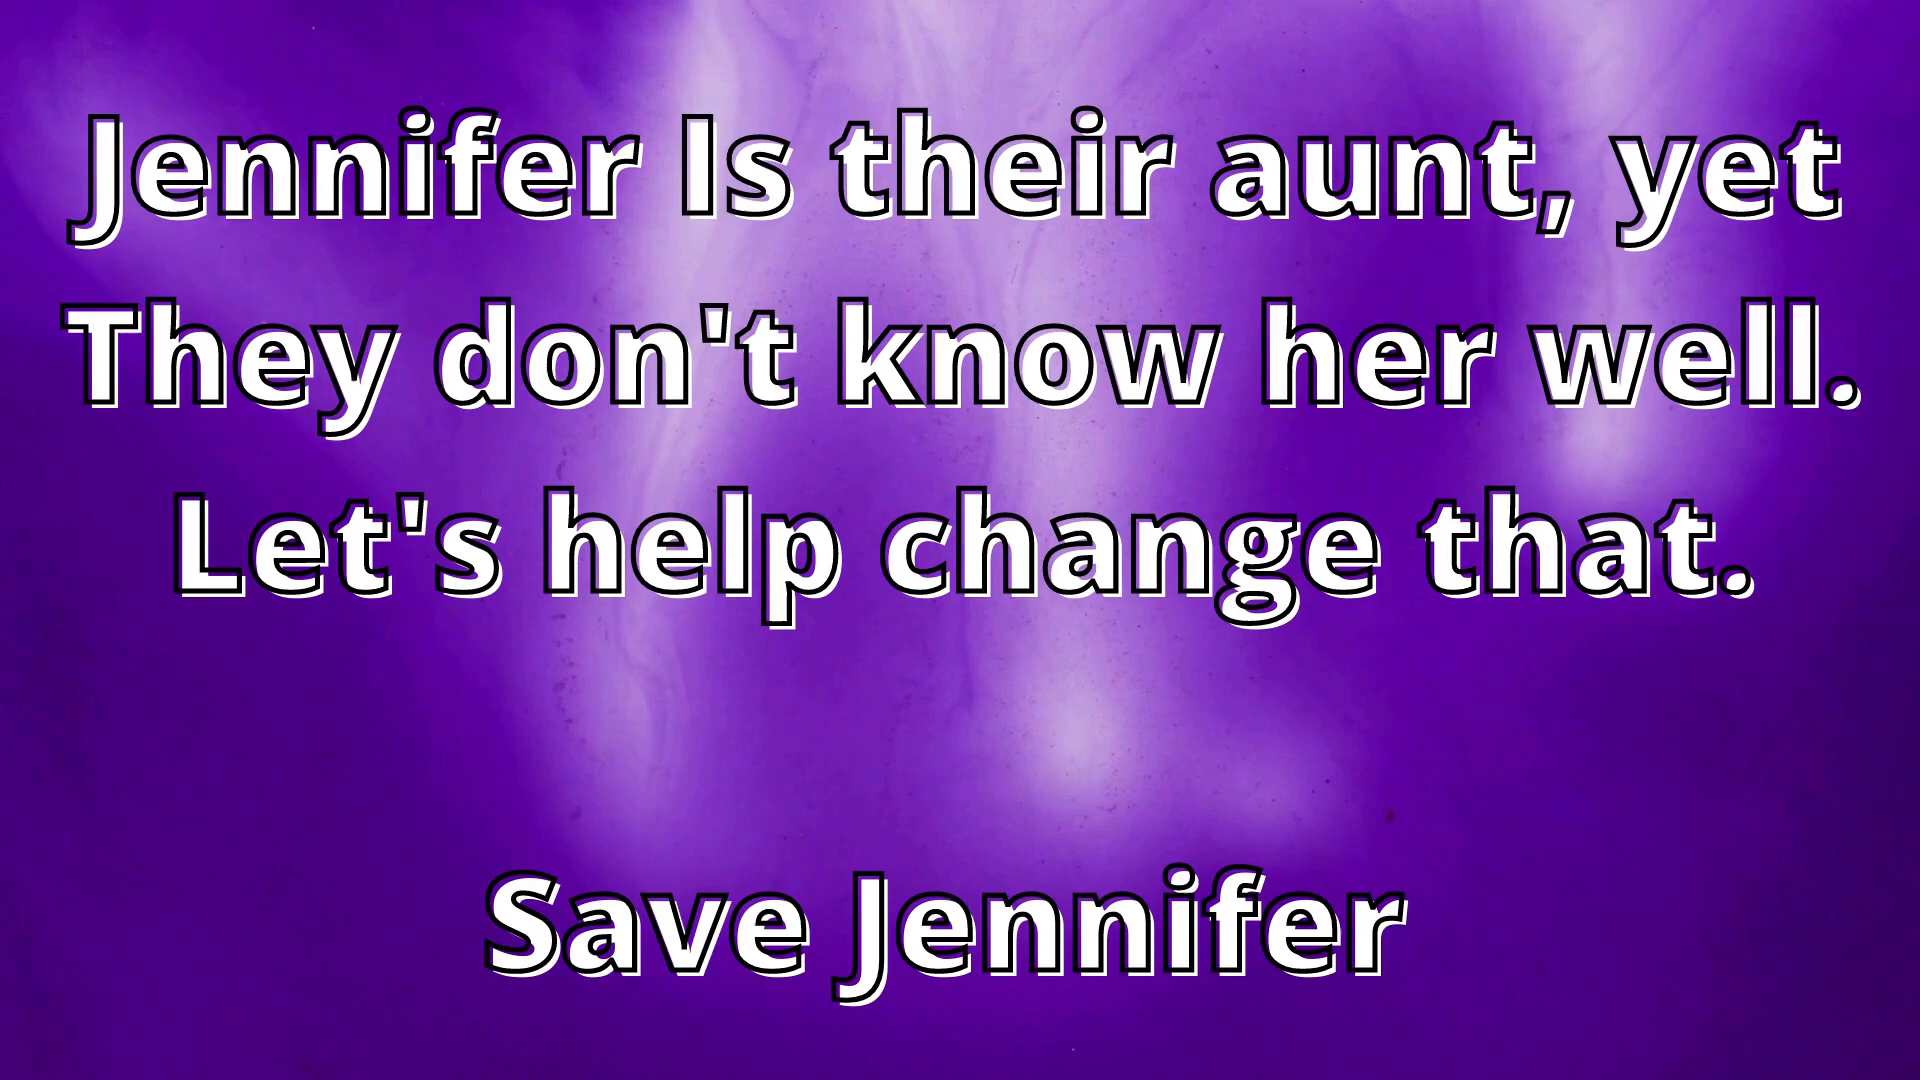 Jennifer Is their aunt, yet
They don't know her well.
Let's help change that.
Save Jennifer